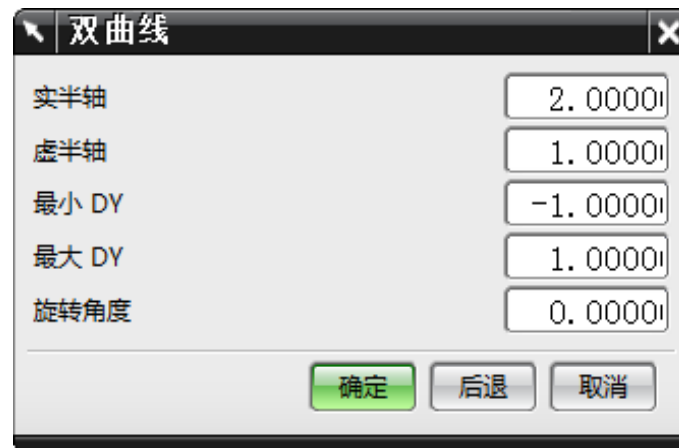 双曲线
实半轴 2.0000
虚半轴 1.0000
最小 DY -1.0000
最大 DY 1.0000
旋转角度 0.0000
确定 后退 取消